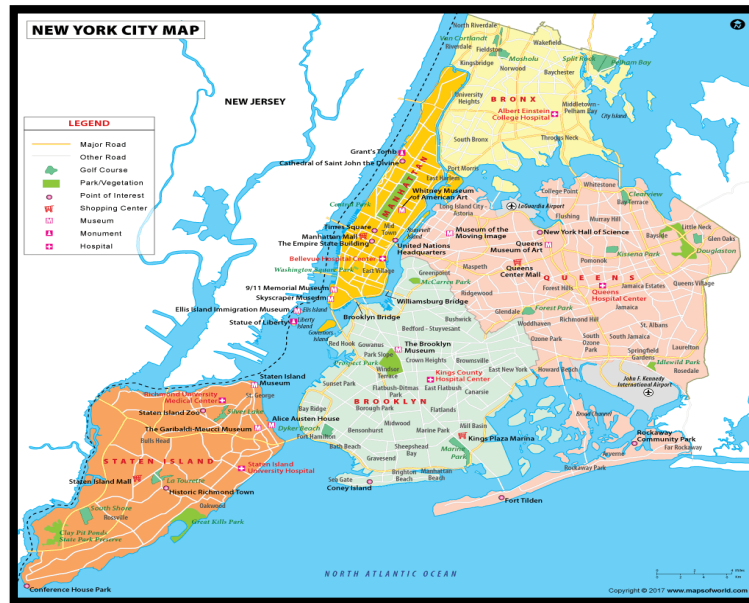 NEW YORK CITY MAP
NEW JERSEY
LEGEND
Major Road
Other Road
Golf Course
Park/Vegetation
Point of Interest
Shopping Center
Museum
Monument
Hospital
North Riverdale
Van Cortlandt
Riverdale
Fieldston
Mosholu
Wakefield
Split Rock
Pelham Bay
Kingsbridge
Norwood
Baychester
University
Heights
BRONX
Albert Einstein
College Hospital
Middletown -
Pelham Bay
City Island
South Bronx
Throggs Neck
Port Morris
Grant's Tomb
Cathedral of Saint John the Divine
MANHATTAN
East Harlem
Whitney Museum
of American Art
Central Park
Times Square
Mid
Town
Manhattan Mall
The Empire State Building
Roosevelt
Island
United Nations
Headquarters
Bellevue Hospital Center
Washington Square Park
East Village
9/11 Memorial Museum
Skyscraper Museum
Ellis Island Immigration Museum
Ellis Island
Statue of Liberty
Liberty
Island
Governors
Island
Brooklyn Bridge
Williamsburg Bridge
College Point
Whitestone
Clearview
Bay Terrace
Long Island City
Astoria
LaGuardia Airport
Flushing
Murray Hill
Little Neck
Museum of the
Moving Image
New York Hall of Science
Bayside
Glen Oaks
Queens
Museum of Art
Kissena Park
Douglaston
Maspeth
Queens
Center Mall
Pomonok
QUEENS
Greenpoint
McCarren Park
Ridgewood
Forest Hills
Queens
Hospital Center
Jamaica Estates
Queens Village
Glendale
Forest Park
Jamaica
Woodhaven
Richmond Hill
St. Albans
Ozone Park
South
Ozone
Park
South
Jamaica
Springfield
Gardens
Laurelton
Idlewild Park
Rosedale
Howard Beach
John F. Kennedy
International Airport
Bushwick
Bedford - Stuyvesant
Red Hook
Gowanus
The Brooklyn
Museum
Park Slope
Prospect Park
Crown Heights
Brownsville
Windsor
Terrace
Kings County
Hospital Center
East New York
Sunset Park
Flatbush-Ditmas
Park
East Flatbush
Canarsie
BROOKLYN
Bay Ridge
Borough Park
Flatlands
Midwood
Mill Basin
Dyker Beach
Bensonhurst
Marine Park
Kings Plaza Marina
Fort Hamilton
Bath Beach
Sheepshead
Bay
Marine
Park
Gravesend
Sea Gate
Brighton
Beach
Manhattan
Beach
Coney Island
Rockaway
Community Park
Far Rockaway
Rockaway Park
Fort Tilden
Staten Island
Museum
Richmond University
Medical Center
St. George
Staten Island Zoo
Silver Lake
Alice Austen House
The Garibaldi-Meucci Museum
Bulls Head
STATEN ISLAND
Staten Island
University Hospital
Staten Island Mall
La Tourette
Historic Richmond Town
South Shore
Oakwood
Rossville
Great Kills Park
Clay Pit Ponds
State Park Preserve
Conference House Park
NORTH ATLANTIC OCEAN
Copyright © 2017 www.mapsofworld.com